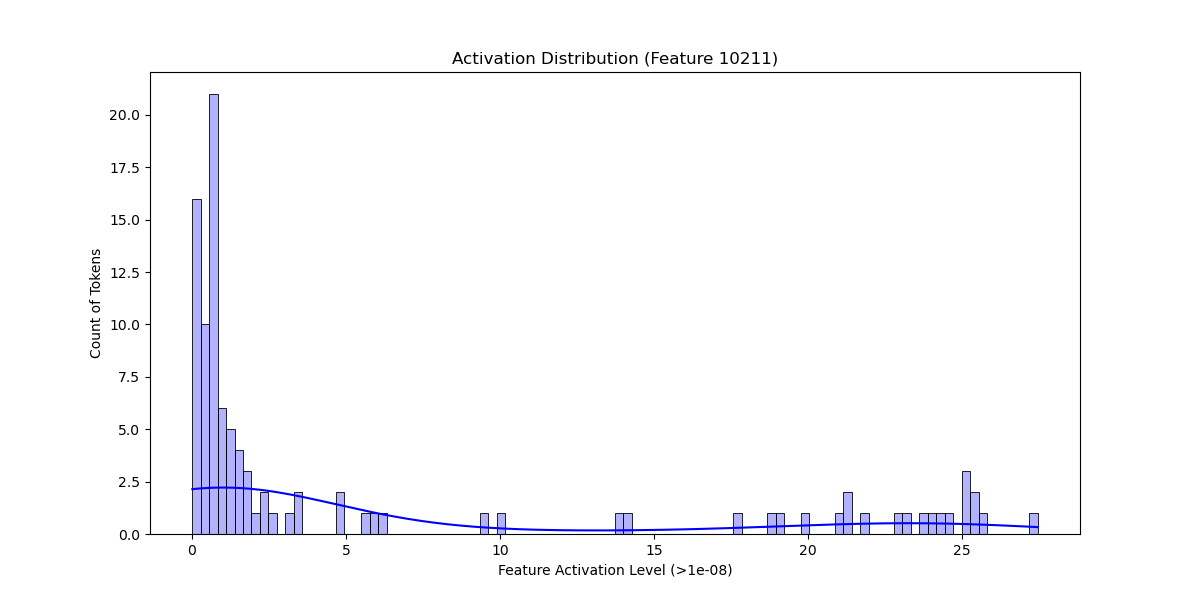 Activation Distribution (Feature 10211)
Count of Tokens
20.0
17.5
15.0
12.5
10.0
7.5
5.0
2.5
0.0
0 5 10 15 20 25
Feature Activation Level (>1e-08)